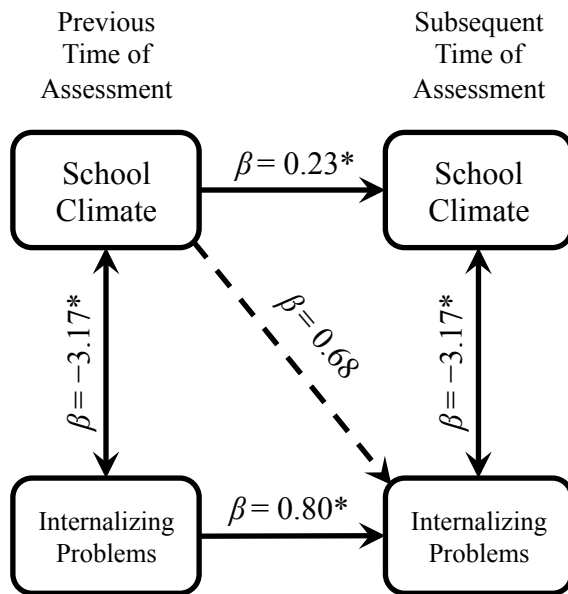 Previous
Time of
Assessment
Subsequent
Time of
Assessment
School
Climate
β = 0.23*
School
Climate
β = −3.17*
β = 0.68
β = −3.17*
Internalizing
Problems
β = 0.80*
Internalizing
Problems